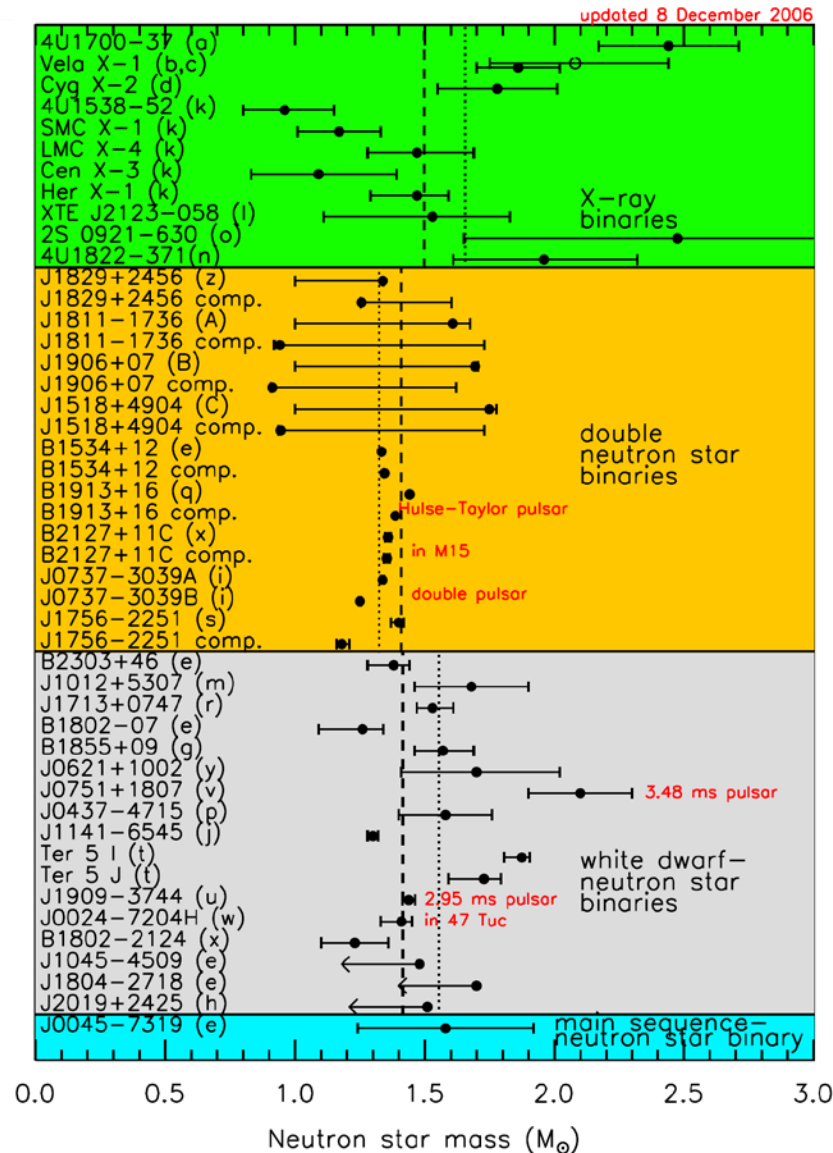 updated 8 December 2006
4U1700-37 (a)
Vela X-1 (b,c)
Cyg X-2 (d)
4U1538-52 (k)
SMC X-1 (k)
LMC X-4 (k)
Cen X-3 (k)
Her X-1 (k)
XTE J2123-058 (l)
2S 0921-630 (o)
4U1822-371(n)
X-ray
binaries
J1829+2456 (z)
J1829+2456 comp.
J1811-1736 (A)
J1811-1736 comp.
J1906+07 (B)
J1906+07 comp.
J1518+4904 (C)
J1518+4904 comp.
B1534+12 (e)
B1534+12 comp.
B1913+16 (q)
B1913+16 comp.
B2127+11C (x)
B2127+11C comp.
J0737-3039A (i)
J0737-3039B (i)
J1756-2251 (s)
J1756-2251 comp.
double
neutron star
binaries
Hulse-Taylor pulsar
in M15
double pulsar
B2303+46 (e)
J1012+5307 (m)
J1713+0747 (r)
B1802-07 (e)
B1855+09 (g)
J0621+1002 (y)
J0751+1807 (v)
J0437-4715 (p)
J1141-6545 (j)
Ter 5 I (t)
Ter 5 J (t)
J1909-3744 (u)
J0024-7204H (w)
B1802-2124 (x)
J1045-4509 (e)
J1804-2718 (e)
J2019+2425 (h)
3.48 ms pulsar
white dwarf-
neutron star
binaries
2.95 ms pulsar
in 47 Tuc
J0045-7319 (e)
main sequence-
neutron star binary
0.0 0.5 1.0 1.5 2.0 2.5 3.0
Neutron star mass (M☉)